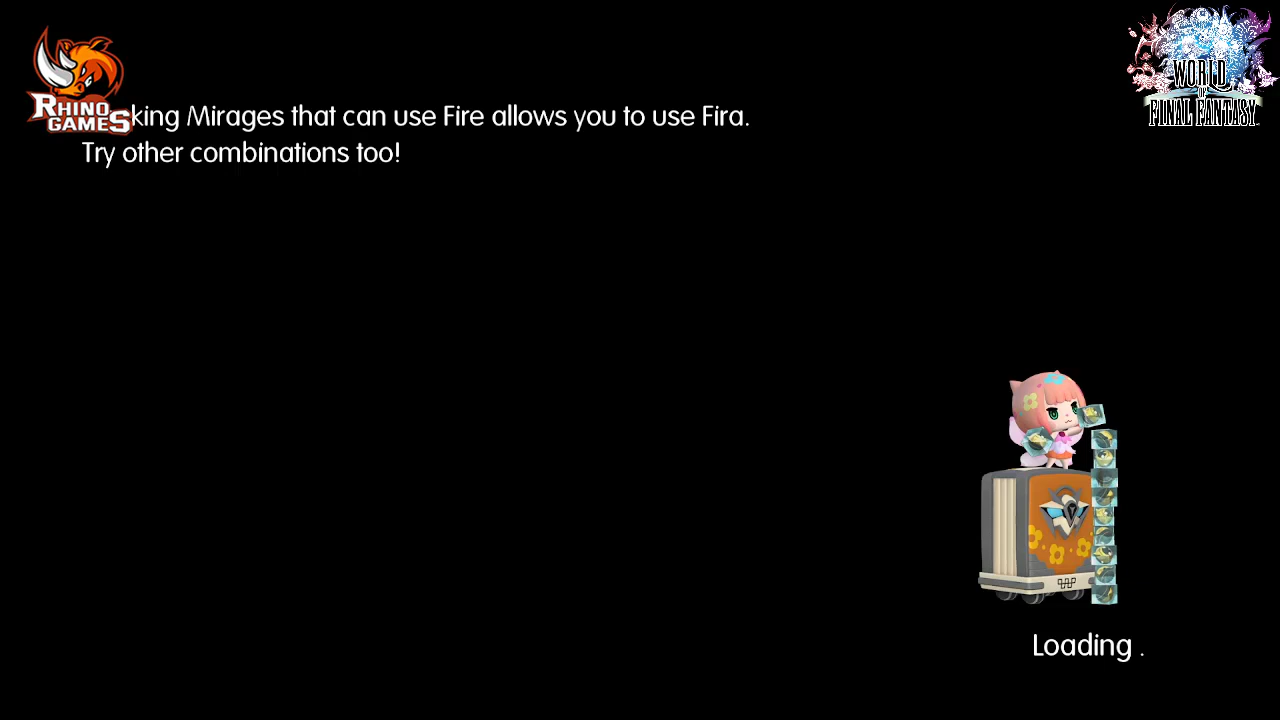 RHINO
GAMES
WORLD
OF
FINAL FANTASY
king Mirages that can use Fire allows you to use Fira.
Try other combinations too!
Loading .